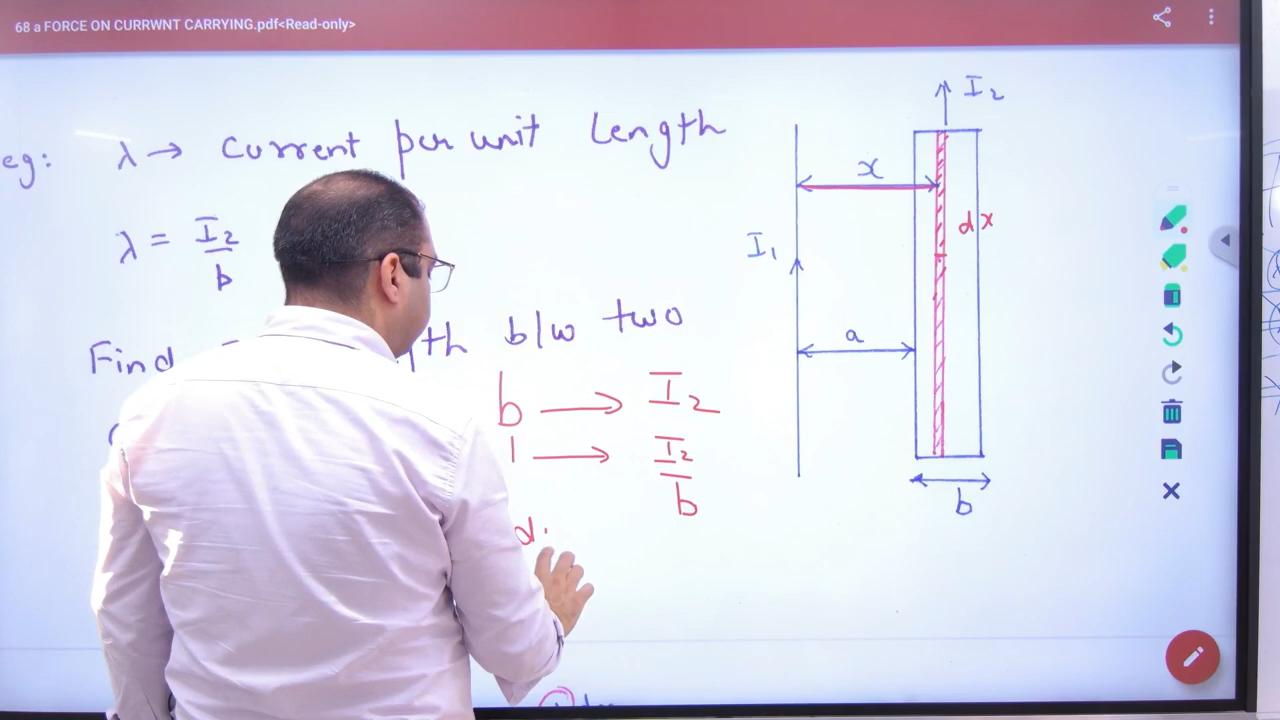 68 a FORCE ON CURRWNT CARRYING.pdf<Read-only>
eg: λ → current per unit length
λ = I₂/b
Find
b/w two
b → I₂
1 → I₂/b
I₂
x
dx
I₁
a
b